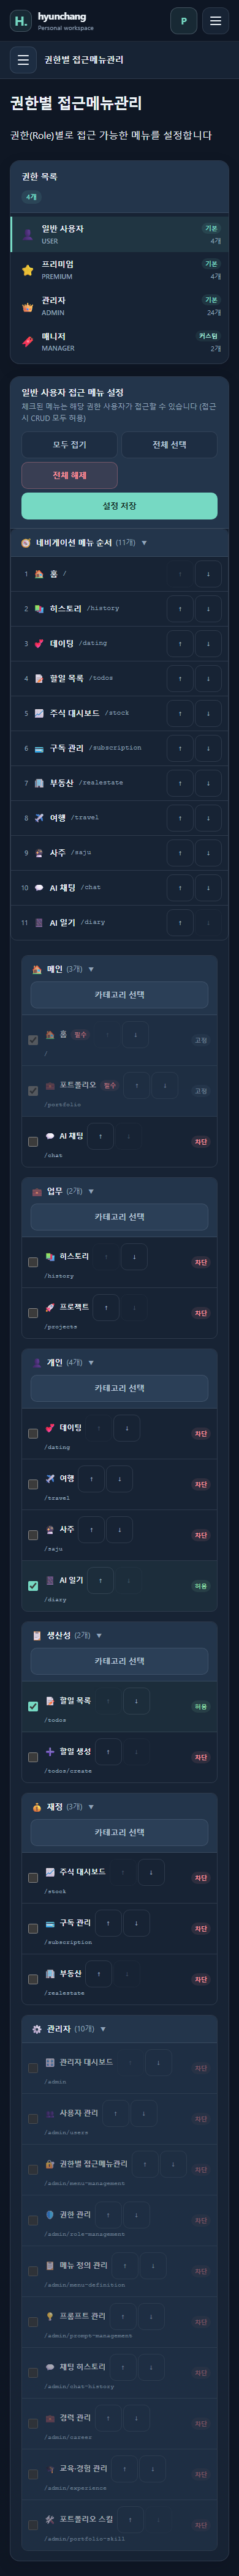 H.
hyunchang
Personal workspace
P
권한별 접근메뉴관리
권한별 접근메뉴관리
권한(Role)별로 접근 가능한 메뉴를 설정합니다
권한 목록
4개
일반 사용자 기본
USER 4개
프리미엄 기본
PREMIUM 4개
관리자 기본
ADMIN 24개
매니저 커스텀
MANAGER 2개
일반 사용자 접근 메뉴 설정
체크된 메뉴는 해당 권한 사용자가 접근할 수 있습니다 (접근
시 CRUD 모두 허용)
모두 접기 전체 선택
전체 해제
설정 저장
네비게이션 메뉴 순서 (11개) ▼
1 홈 / ↑ ↓
2 히스토리 /history ↑ ↓
3 데이팅 /dating ↑ ↓
4 할일 목록 /todos ↑ ↓
5 주식 대시보드 /stock ↑ ↓
6 구독 관리 /subscription ↑ ↓
7 부동산 /realestate ↑ ↓
8 여행 /travel ↑ ↓
9 사주 /saju ↑ ↓
10 AI 채팅 /chat ↑ ↓
11 AI 일기 /diary ↑ ↓
메인 (3개) ▼
카테고리 선택
홈 필수 ↑ ↓ 고정
/
포트폴리오 필수 ↑ ↓ 고정
/portfolio
AI 채팅 ↑ ↓ 차단
/chat
업무 (2개) ▼
카테고리 선택
히스토리 ↑ ↓ 차단
/history
프로젝트 ↑ ↓ 차단
/projects
개인 (4개) ▼
카테고리 선택
데이팅 ↑ ↓ 차단
/dating
여행 ↑ ↓ 차단
/travel
사주 ↑ ↓ 차단
/saju
AI 일기 ↑ ↓ 허용
/diary
생산성 (2개) ▼
카테고리 선택
할일 목록 ↑ ↓ 허용
/todos
할일 생성 ↑ ↓ 차단
/todos/create
재정 (3개) ▼
카테고리 선택
주식 대시보드 ↑ ↓ 차단
/stock
구독 관리 ↑ ↓ 차단
/subscription
부동산 ↑ ↓ 차단
/realestate
관리자 (10개) ▼
관리자 대시보드 ↑ ↓ 차단
/admin
사용자 관리 ↑ ↓ 차단
/admin/users
권한별 접근메뉴관리 ↑ ↓ 차단
/admin/menu-management
권한 관리 ↑ ↓ 차단
/admin/role-management
메뉴 정의 관리 ↑ ↓ 차단
/admin/menu-definition
프롬프트 관리 ↑ ↓ 차단
/admin/prompt-management
채팅 히스토리 ↑ ↓ 차단
/admin/chat-history
경력 관리 ↑ ↓ 차단
/admin/career
교육·경험 관리 ↑ ↓ 차단
/admin/experience
포트폴리오 스킬 ↑ ↓ 차단
/admin/portfolio-skill